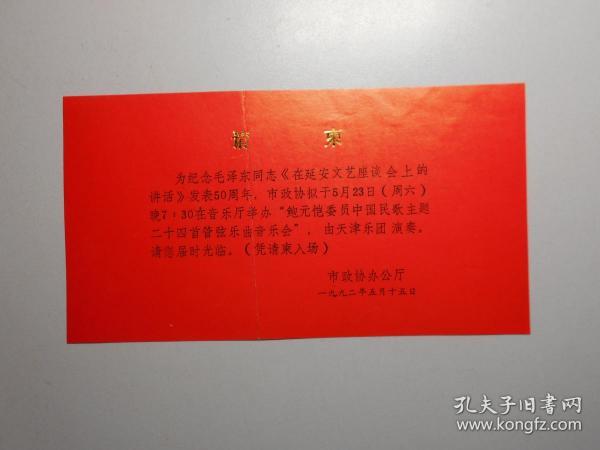 请 柬
为纪念毛泽东同志《在延安文艺座谈会上的
讲话》发表50周年，市政协拟于5月23日(周六)
晚7：30在音乐厅举办“鲍元恺委员中国民歌主题
二十四首管弦乐曲音乐会”，由天津乐团演奏。
请您届时光临。(凭请柬入场)
市政协办公厅
一九九二年五月十五日
孔夫子旧书网
www.kongfz.com